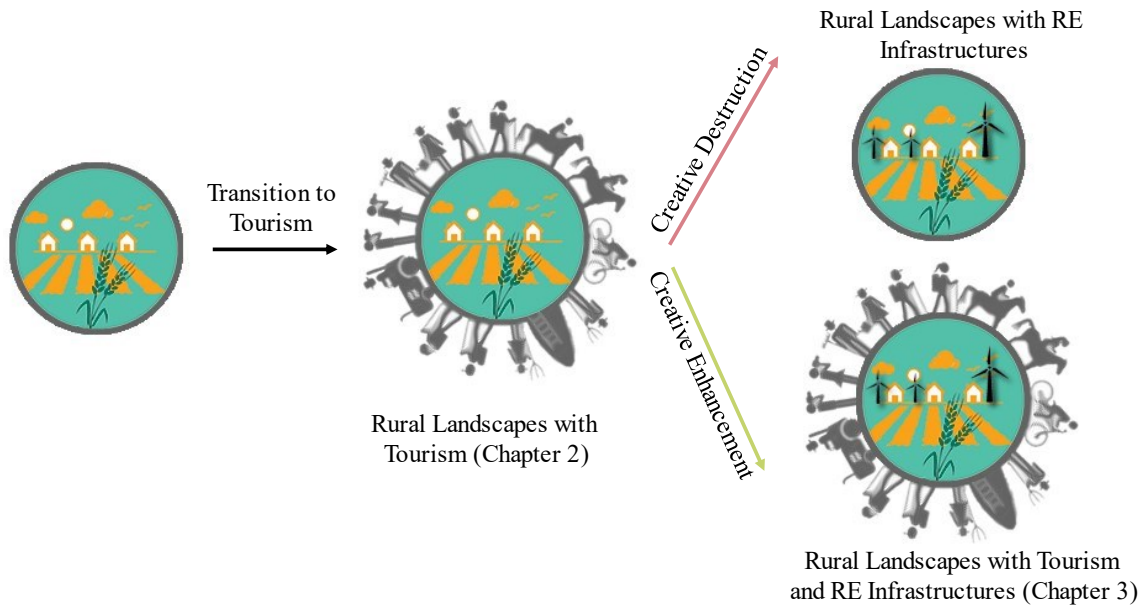 Transition to
Tourism
Rural Landscapes with
Tourism (Chapter 2)
Creative Destruction
Creative Enhancement
Rural Landscapes with RE
Infrastructures
Rural Landscapes with Tourism
and RE Infrastructures (Chapter 3)